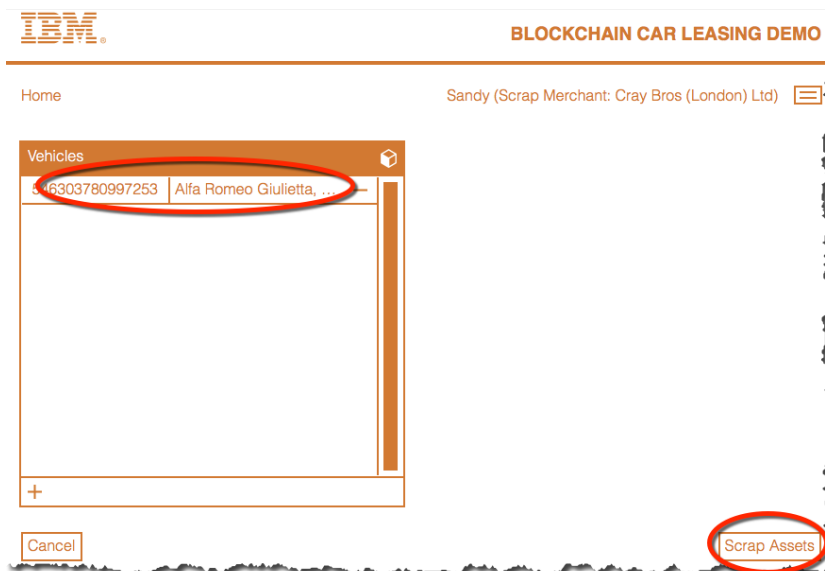 IBM®
BLOCKCHAIN CAR LEASING DEMO
Home
Sandy (Scrap Merchant: Cray Bros (London) Ltd)
Vehicles
546303780997253 Alfa Romeo Giulietta, ... −
+
Cancel
Scrap Assets